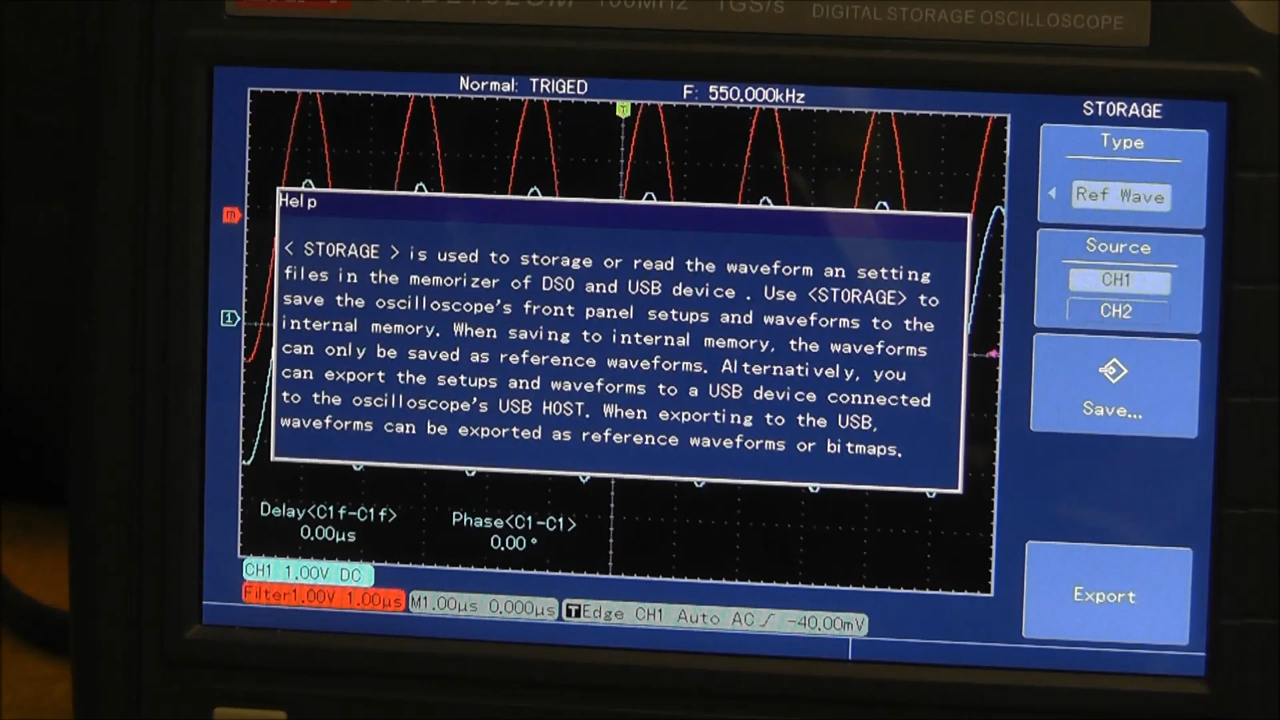 100MHz 1GS/s DIGITAL STORAGE OSCILLOSCOPE
Normal: TRIGED F: 550.000kHz
STORAGE
Type
Ref Wave
Source
CH1
CH2
Save...
Export
T
m
1
Help
< STORAGE > is used to storage or read the waveform an setting
files in the memorizer of DSO and USB device . Use <STORAGE> to
save the oscilloscope's front panel setups and waveforms to the
internal memory. When saving to internal memory, the waveforms
can only be saved as reference waveforms. Alternatively, you
can export the setups and waveforms to a USB device connected
to the oscilloscope's USB HOST. When exporting to the USB,
waveforms can be exported as reference waveforms or bitmaps.
Delay<C1f-C1f> Phase<C1-C1>
0.00µs 0.00°
CH1 1.00V DC
Filter1.00V 1.00µs M1.00µs 0.000µs T Edge CH1 Auto AC -40.00mV